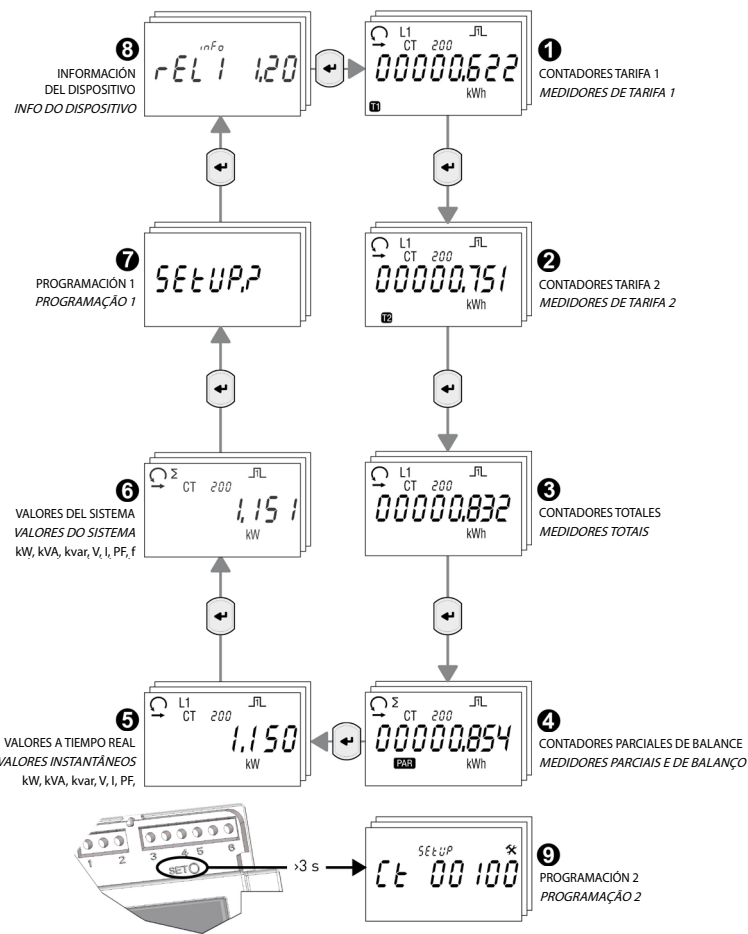 8
INFORMACIÓN
DEL DISPOSITIVO
INFO DO DISPOSITIVO
inFo
rEL1 1.20
L1
CT 200
00000.622
kWh
T1
1
CONTADORES TARIFA 1
MEDIDORES DE TARIFA 1
7
PROGRAMACIÓN 1
PROGRAMAÇÃO 1
SEtUP.?
L1
CT 200
00000.751
kWh
T2
2
CONTADORES TARIFA 2
MEDIDORES DE TARIFA 2
6
VALORES DEL SISTEMA
VALORES DO SISTEMA
kW, kVA, kvar, V, I, PF, f
Σ
CT 200
1.151
kW
L1
CT 200
00000.832
kWh
3
CONTADORES TOTALES
MEDIDORES TOTAIS
5
VALORES A TIEMPO REAL
VALORES INSTANTÂNEOS
kW, kVA, kvar, V, I, PF,
L1
CT 200
1.150
kW
Σ
CT 200
00000.854
PAR kWh
4
CONTADORES PARCIALES DE BALANCE
MEDIDORES PARCIAIS E DE BALANÇO
1 2 3 4 5 6
SET
>3 s
SEtUP
Ct 00100
9
PROGRAMACIÓN 2
PROGRAMAÇÃO 2